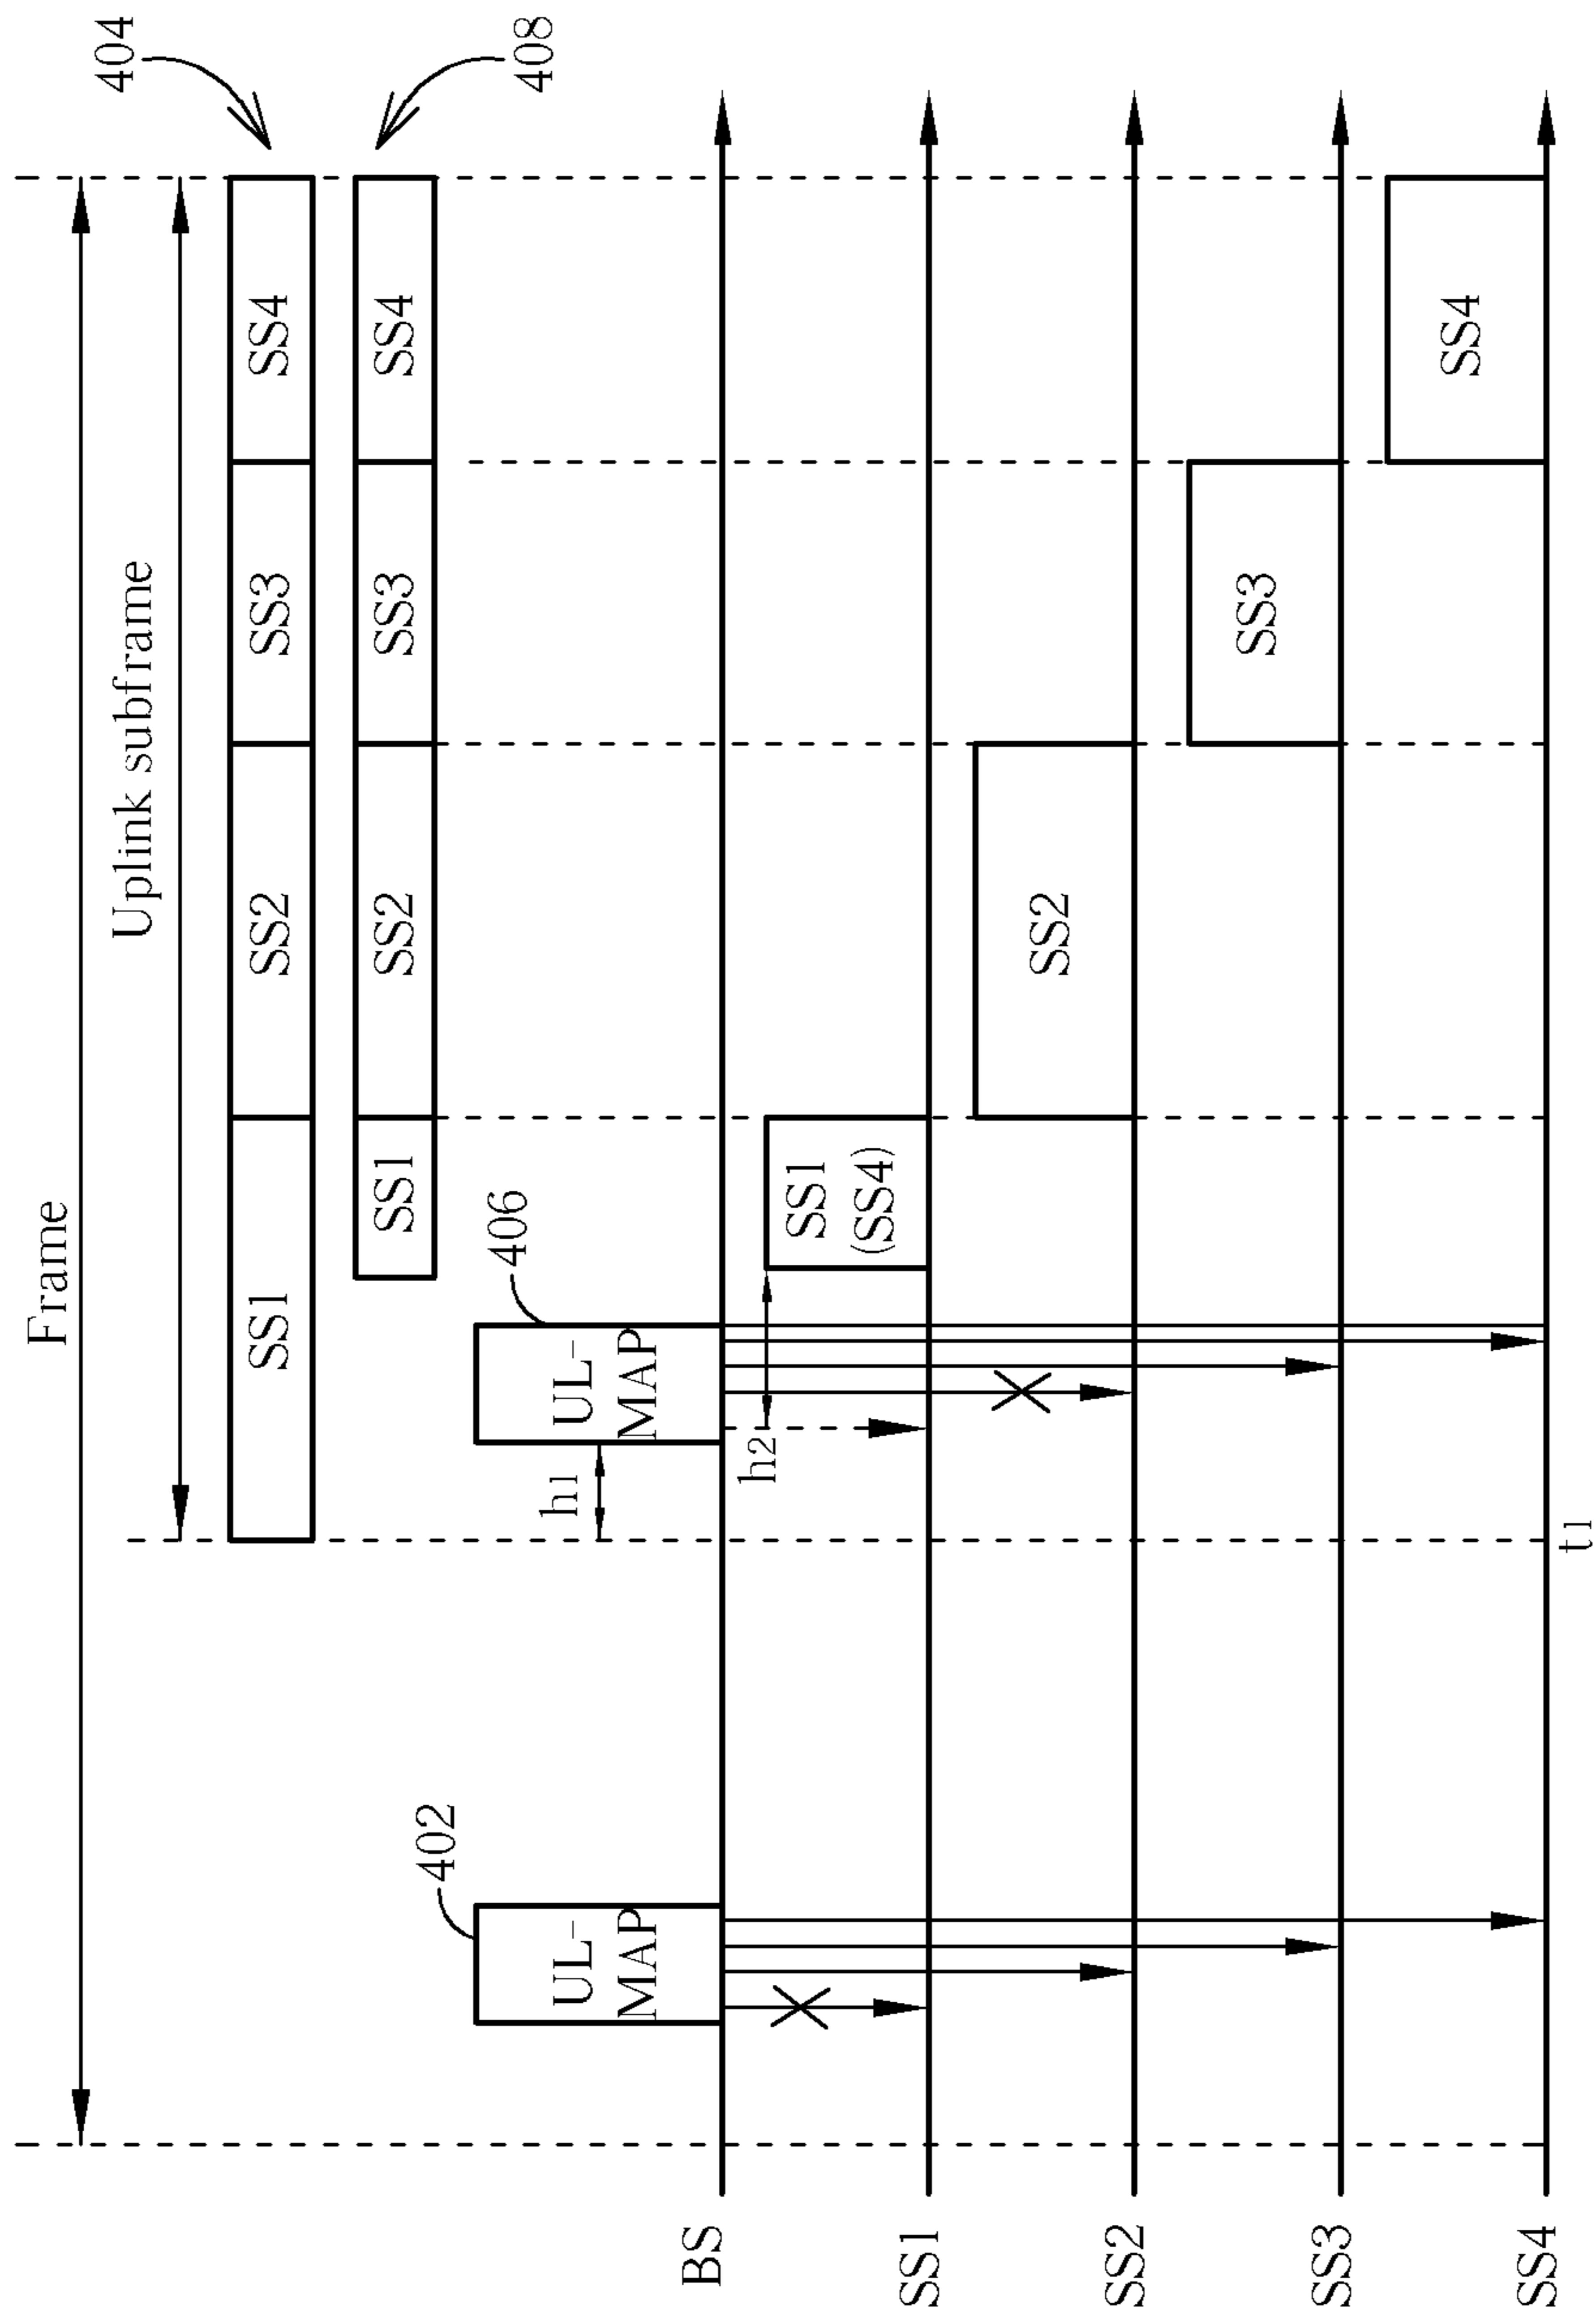 Frame
404
Uplink subframe
SS1
SS2
SS3
SS4
SS1
SS2
SS3
SS4
408
402
406
UL-
MAP
UL-
MAP
h1
h2
BS
SS1
(SS4)
SS1
SS2
SS2
SS3
SS3
SS4
SS4
t1